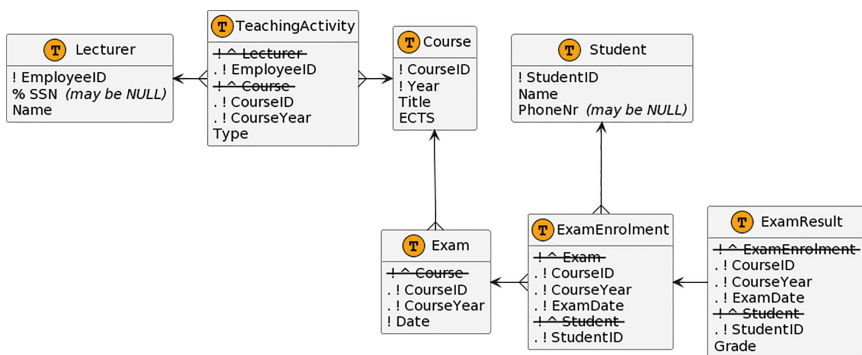 T Lecturer
! EmployeeID
% SSN (may be NULL)
Name
T TeachingActivity
! ^ Lecturer
. ! EmployeeID
! ^ Course
. ! CourseID
. ! CourseYear
Type
T Course
! CourseID
! Year
Title
ECTS
T Student
! StudentID
Name
PhoneNr (may be NULL)
T Exam
! ^ Course
. ! CourseID
. ! CourseYear
! Date
T ExamEnrolment
! ^ Exam
. ! CourseID
. ! CourseYear
. ! ExamDate
! ^ Student
. ! StudentID
T ExamResult
! ^ ExamEnrolment
. ! CourseID
. ! CourseYear
. ! ExamDate
! ^ Student
. ! StudentID
Grade